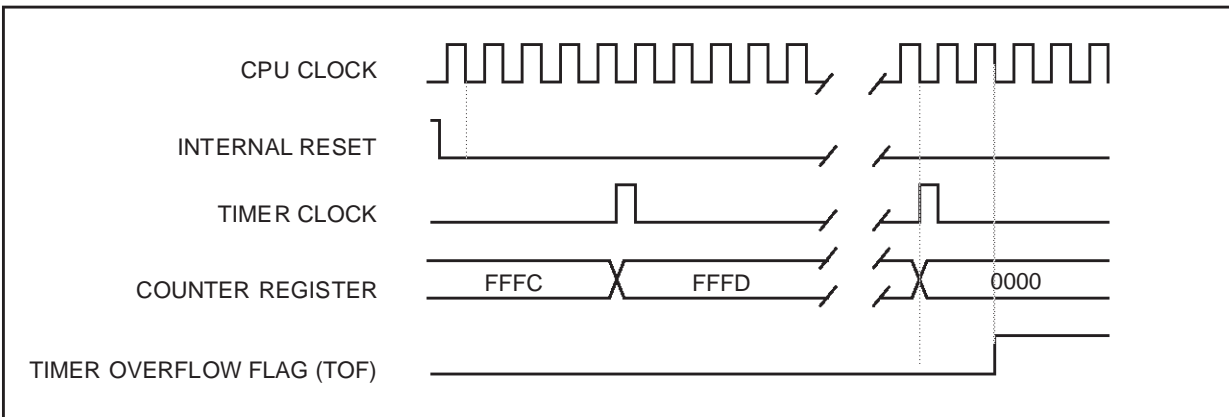 CPU CLOCK
INTERNAL RESET
TIMER CLOCK
COUNTER REGISTER
FFFC
FFFD
0000
TIMER OVERFLOW FLAG (TOF)